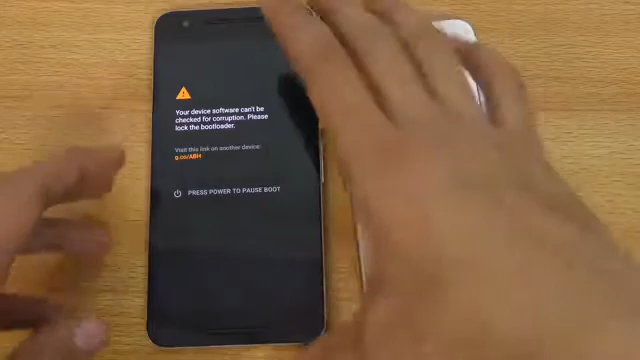 Your device software can't be
checked for corruption. Please
lock the bootloader.
Visit this link on another device:
g.co/ABH
PRESS POWER TO PAUSE BOOT